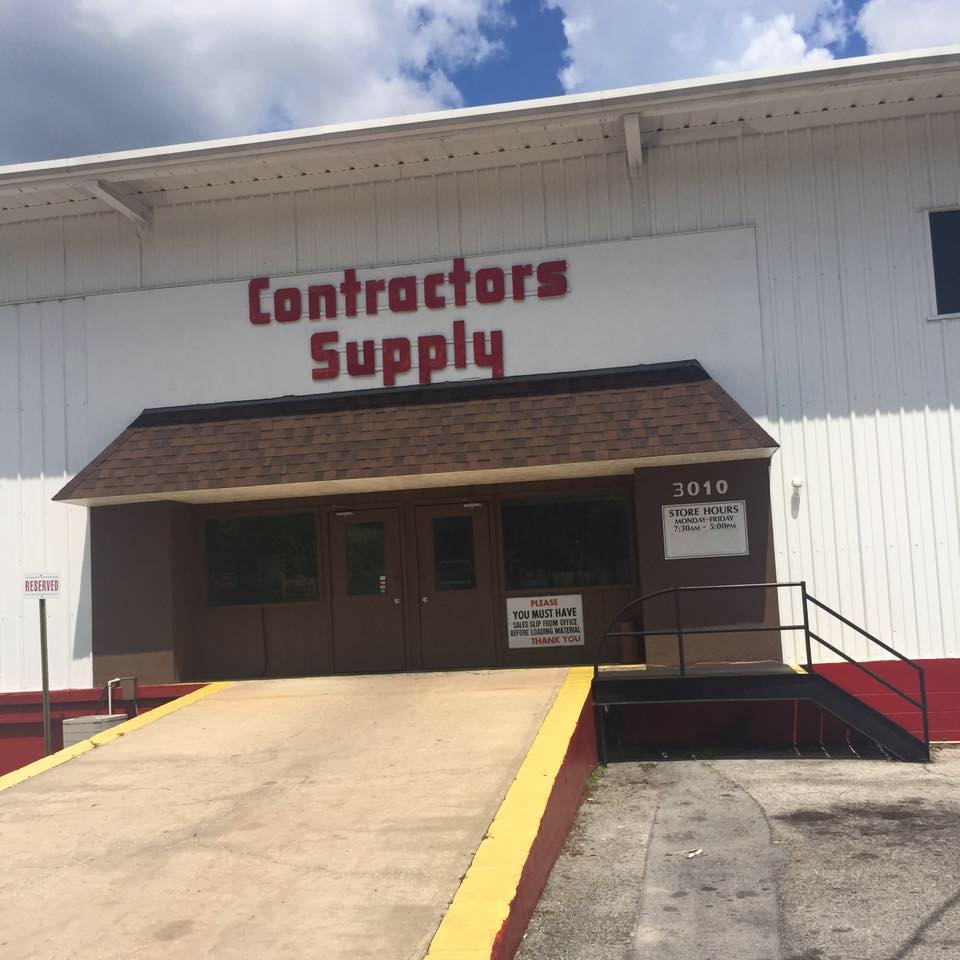 Contractors
Supply
3010
STORE HOURS
MONDAY-FRIDAY
7:30AM - 5:00PM
RESERVED
PLEASE
YOU MUST HAVE
SALES SLIP FROM OFFICE
BEFORE LOADING MATERIAL
THANK YOU